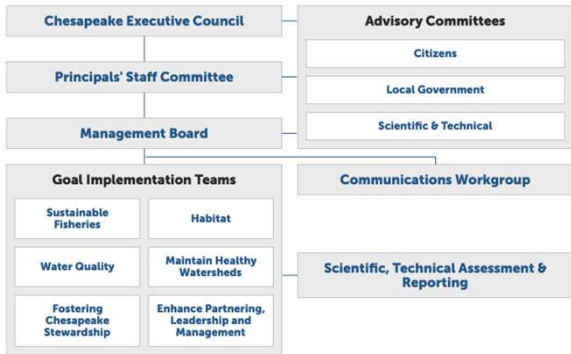 Chesapeake Executive Council
Principals' Staff Committee
Management Board
Advisory Committees
Citizens
Local Government
Scientific & Technical
Goal Implementation Teams
Sustainable
Fisheries
Habitat
Water Quality
Maintain Healthy
Watersheds
Fostering
Chesapeake
Stewardship
Enhance Partnering,
Leadership and
Management
Communications Workgroup
Scientific, Technical Assessment &
Reporting